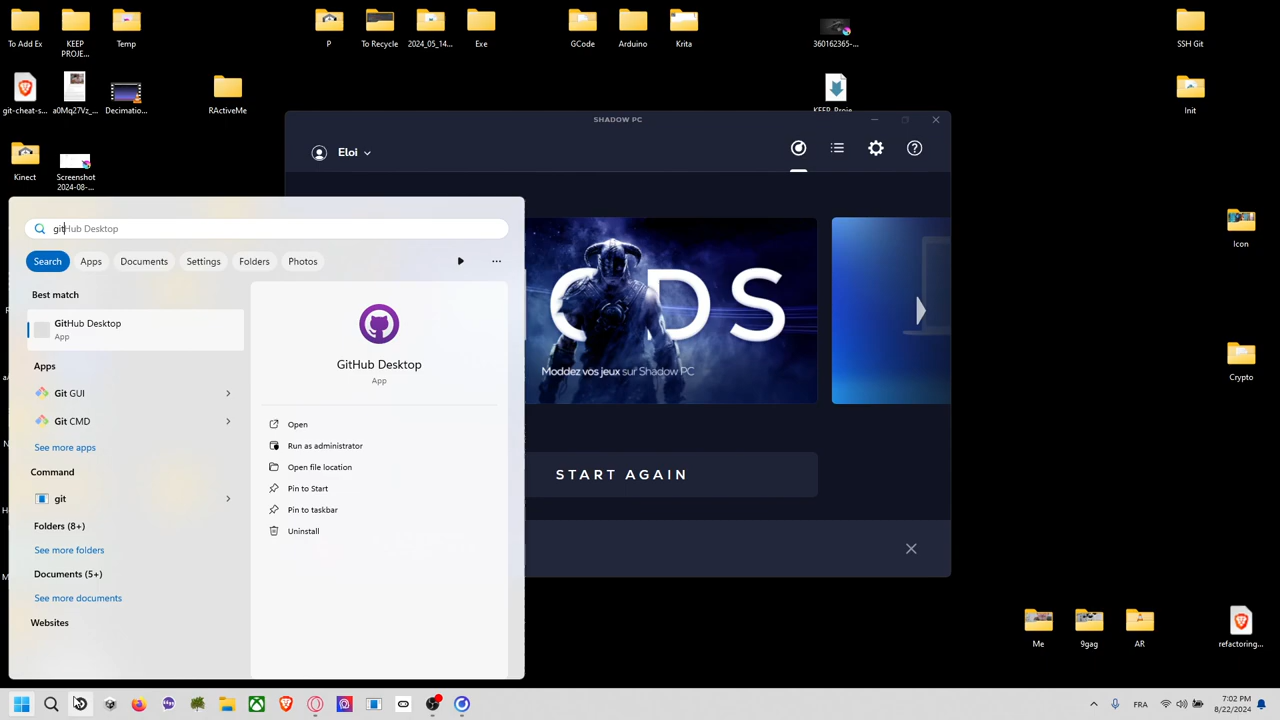 To Add Ex
KEEP PROJE...
Temp
P
To Recycle
2024_05_14...
Exe
GCode
Arduino
Krita
360162365-...
SSH Git
git-cheat-s...
a0Mq27Vz_...
Decimatio...
RActiveMe
KEEP_Proje
Init
Kinect
Screenshot 2024-08-...
SHADOW PC
Eloi
gitHub Desktop
Search
Apps
Documents
Settings
Folders
Photos
Best match
GitHub Desktop
App
Apps
Git GUI
Git CMD
See more apps
Command
git
Folders (8+)
See more folders
Documents (5+)
See more documents
Websites
GitHub Desktop
App
Open
Run as administrator
Open file location
Pin to Start
Pin to taskbar
Uninstall
ODS
Moddez vos jeux sur Shadow PC
START AGAIN
Icon
Crypto
Me
9gag
AR
refactoring...
FRA
7:02 PM
8/22/2024